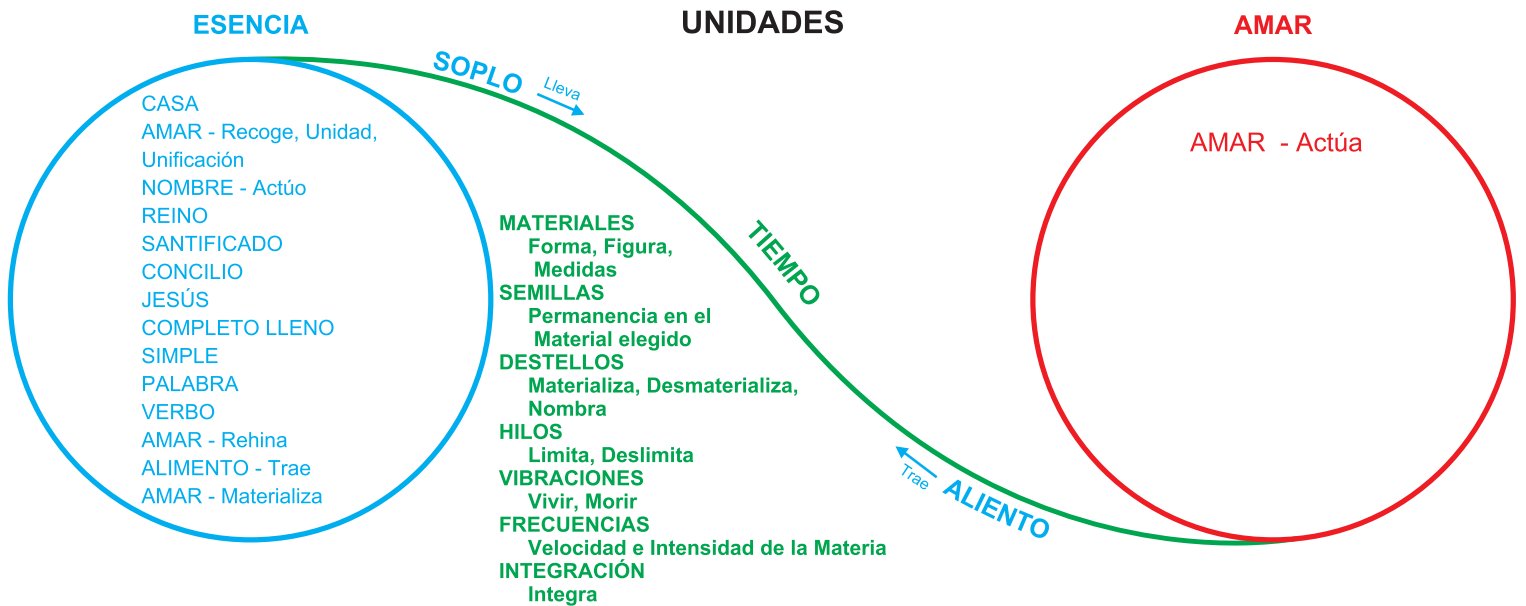 UNIDADES
ESENCIA
CASA
AMAR - Recoge, Unidad,
Unificación
NOMBRE - Actúo
REINO
SANTIFICADO
CONCILIO
JESÚS
COMPLETO LLENO
SIMPLE
PALABRA
VERBO
AMAR - Rehina
ALIMENTO - Trae
AMAR - Materializa
SOPLO
Lleva
TIEMPO
MATERIALES
Forma, Figura,
Medidas
SEMILLAS
Permanencia en el
Material elegido
DESTELLOS
Materializa, Desmaterializa,
Nombra
HILOS
Limita, Deslimita
VIBRACIONES
Vivir, Morir
FRECUENCIAS
Velocidad e Intensidad de la Materia
INTEGRACIÓN
Integra
Trae
ALIENTO
AMAR
AMAR - Actúa